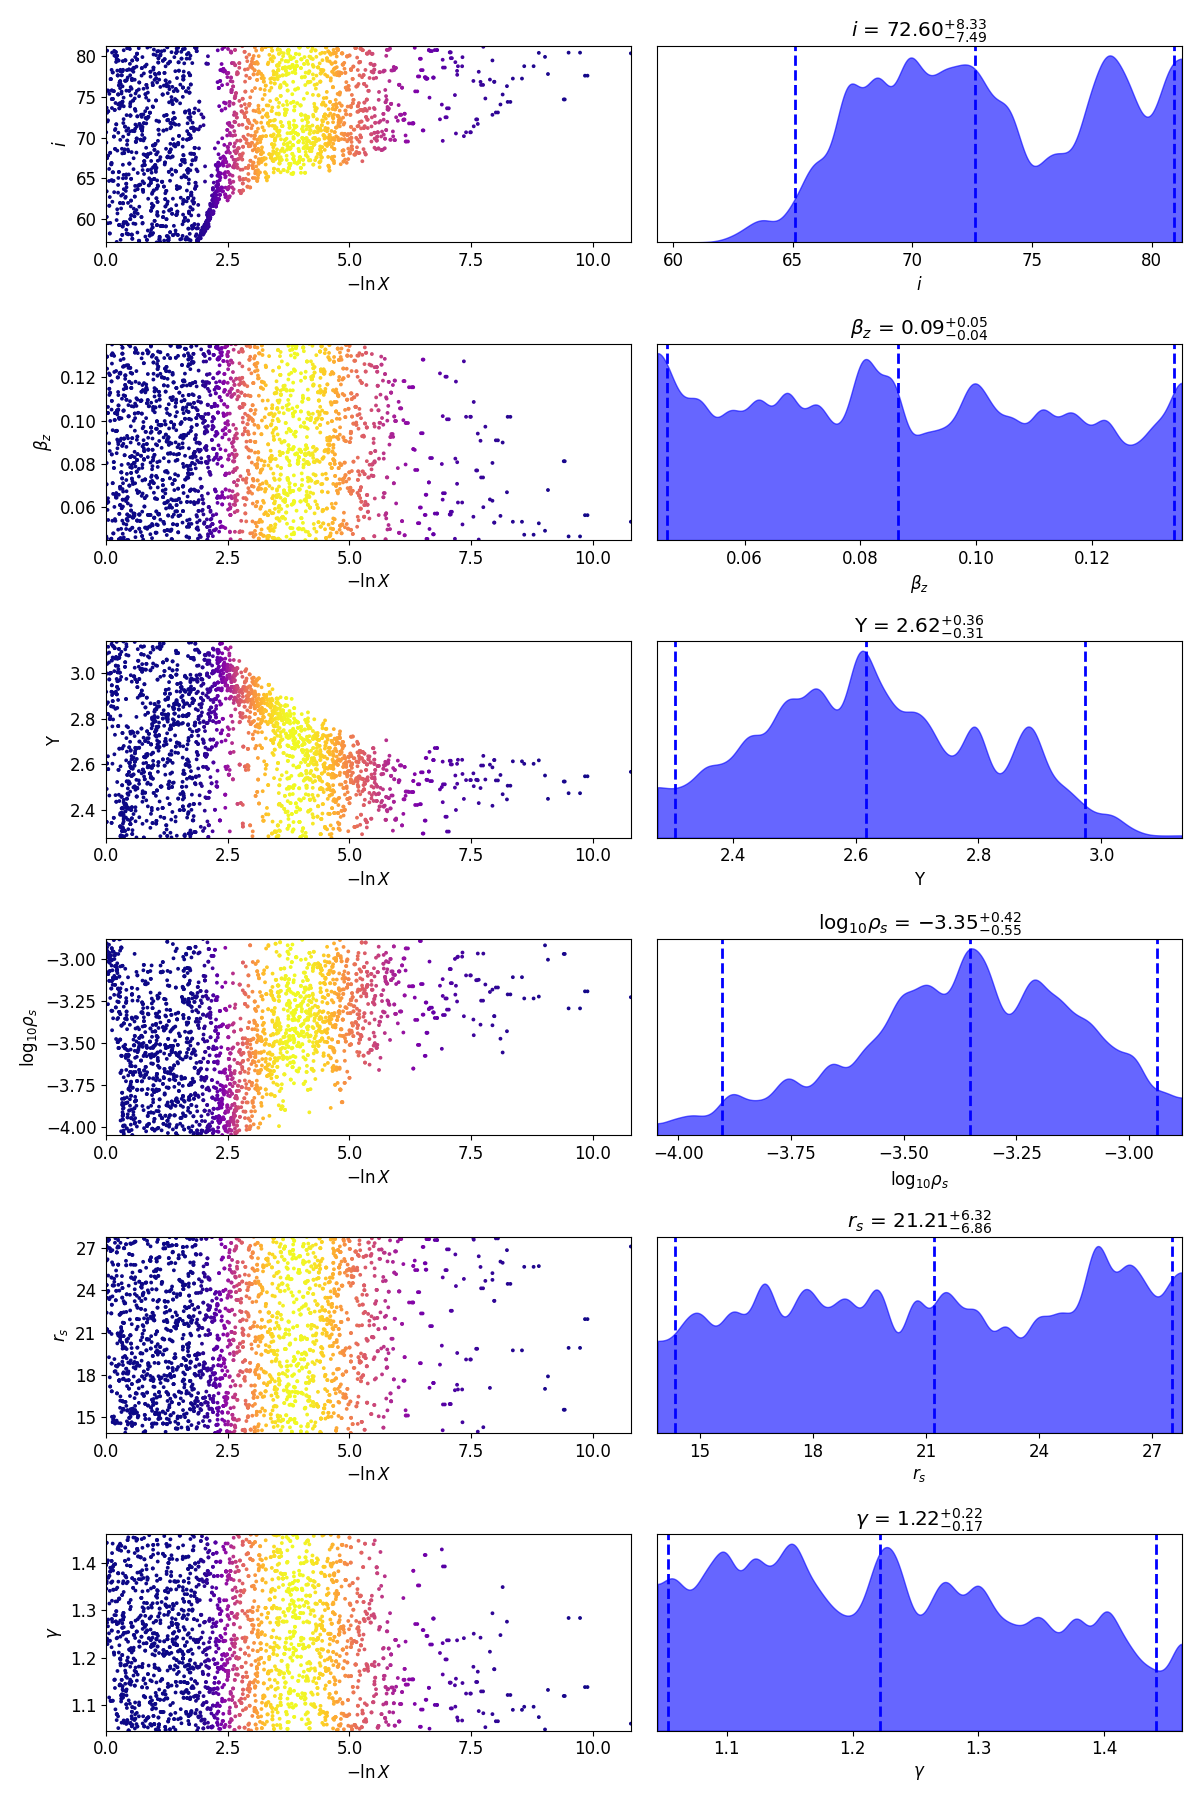 i = 72.60+8.33−7.49
80
75
70
65
60
i
0.0 2.5 5.0 7.5 10.0
−ln X
60 65 70 75 80
i
βz = 0.09+0.05−0.04
0.12
0.10
0.08
0.06
βz
0.0 2.5 5.0 7.5 10.0
−ln X
0.06 0.08 0.10 0.12
βz
Y = 2.62+0.36−0.31
3.0
2.8
2.6
2.4
Y
0.0 2.5 5.0 7.5 10.0
−ln X
2.4 2.6 2.8 3.0
Y
log10ρs = −3.35+0.42−0.55
−3.00
−3.25
−3.50
−3.75
−4.00
log10ρs
0.0 2.5 5.0 7.5 10.0
−ln X
−4.00 −3.75 −3.50 −3.25 −3.00
log10ρs
rs = 21.21+6.32−6.86
27
24
21
18
15
rs
0.0 2.5 5.0 7.5 10.0
−ln X
15 18 21 24 27
rs
γ = 1.22+0.22−0.17
1.4
1.3
1.2
1.1
γ
0.0 2.5 5.0 7.5 10.0
−ln X
1.1 1.2 1.3 1.4
γ